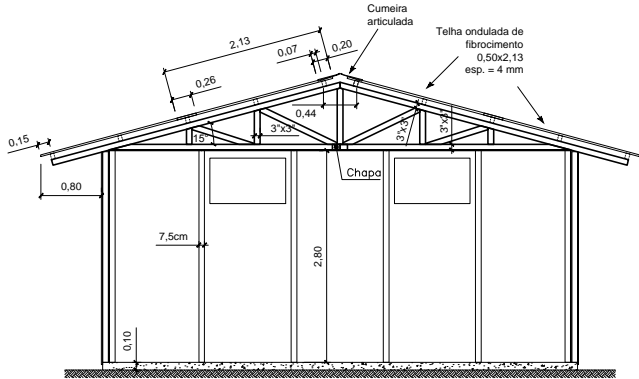 Cumeira
articulada
2,13
0,07
0,20
Telha ondulada de
fibrocimento
0,50x2,13
esp. = 4 mm
0,26
0,44
0,15
15°
3"x3"
3"x3"
3"x3"
Chapa
0,80
7,5cm
2,80
0,10